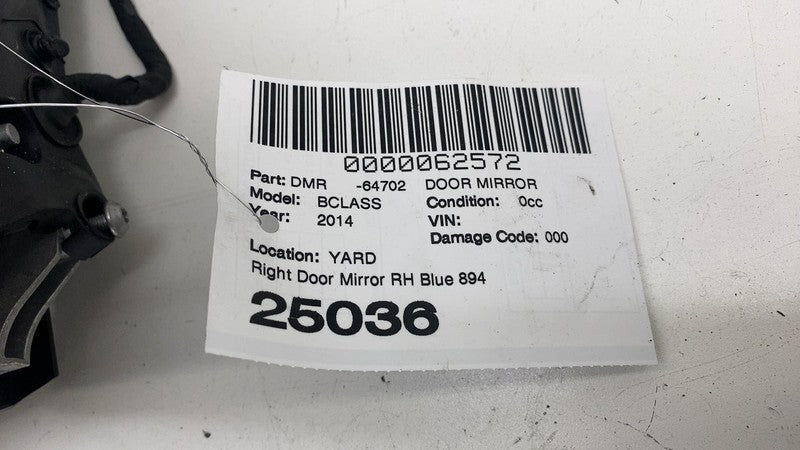 0000062572
Part: DMR -64702 DOOR MIRROR
Model: BCLASS Condition: 0cc
Year: 2014 VIN:
Damage Code: 000
Location: YARD
Right Door Mirror RH Blue 894
25036